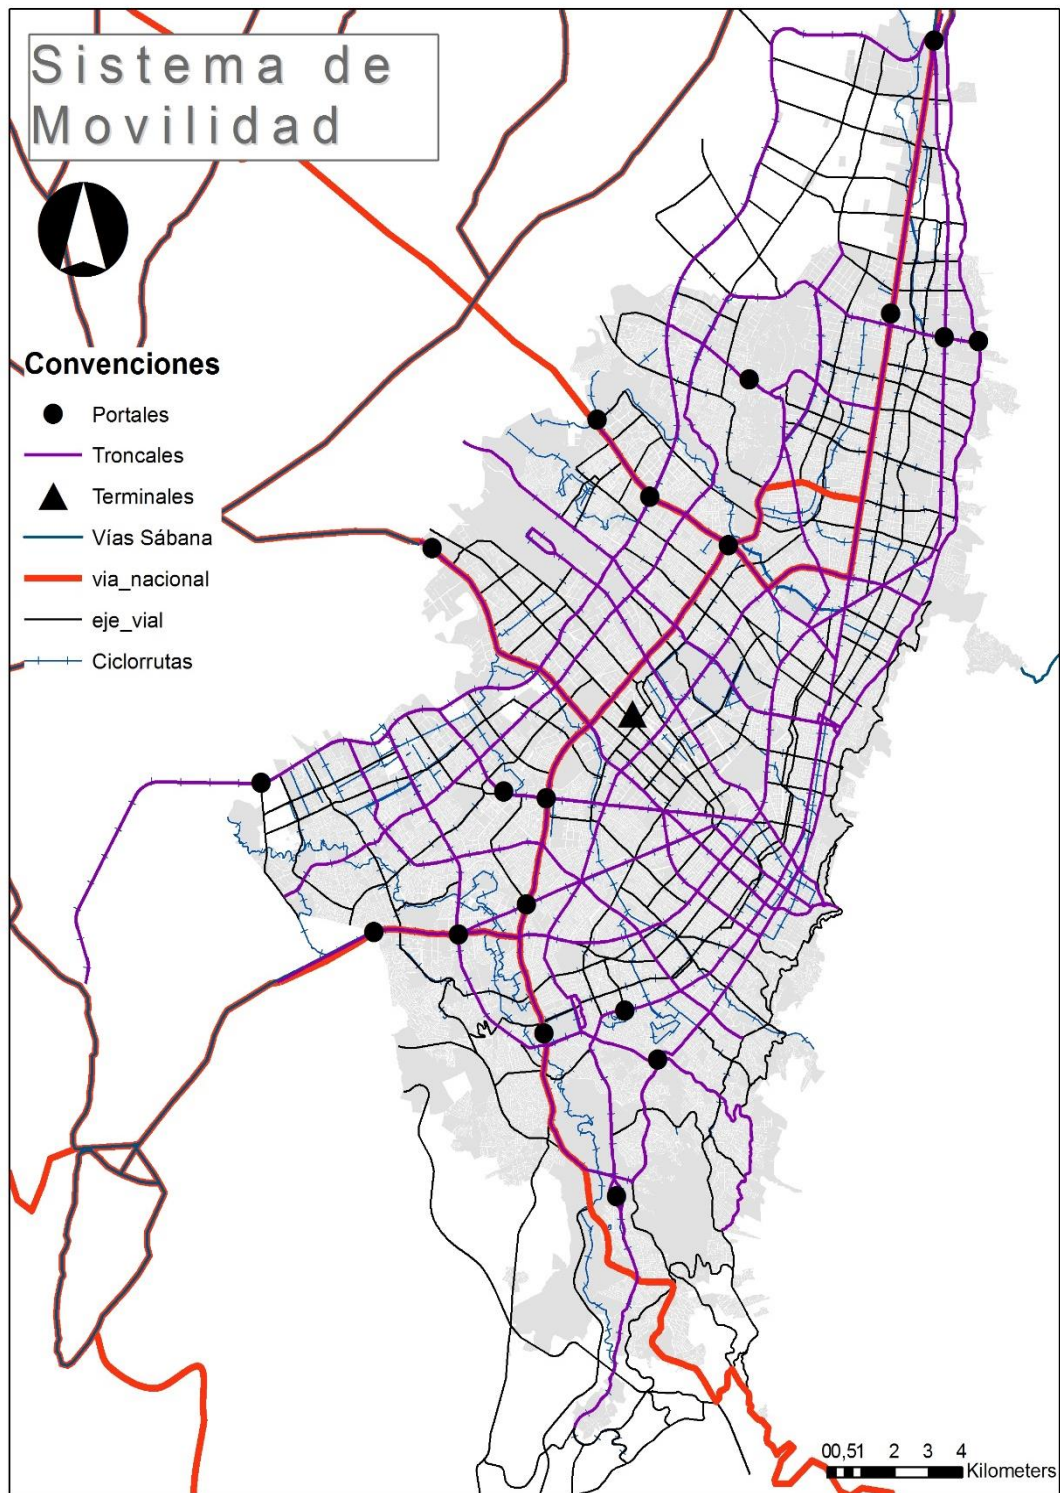 Sistema de
Movilidad
Convenciones
Portales
Troncales
Terminales
Vías Sábana
via_nacional
eje_vial
Ciclorrutas
00,51 2 3 4
Kilometers